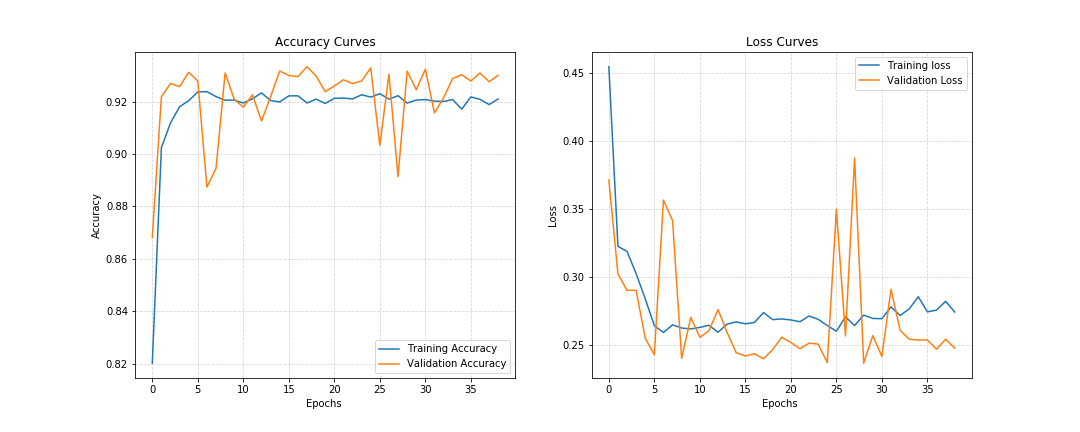 Accuracy Curves
Accuracy
0.92
0.90
0.88
0.86
0.84
0.82
0 5 10 15 20 25 30 35
Epochs
Training Accuracy
Validation Accuracy
Loss Curves
Loss
0.45
0.40
0.35
0.30
0.25
0 5 10 15 20 25 30 35
Epochs
Training loss
Validation Loss